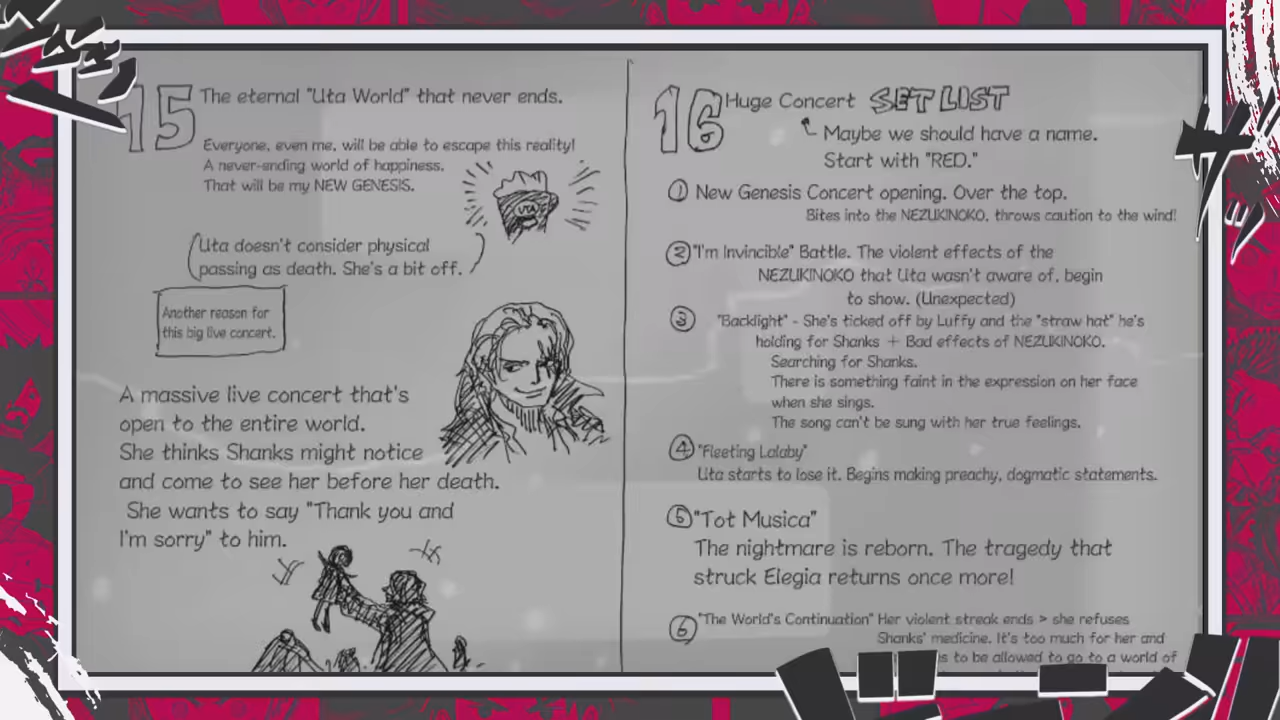 15 The eternal "Uta World" that never ends.
Everyone, even me, will be able to escape this reality!
A never-ending world of happiness.
That will be my NEW GENESIS.
UTA
(Uta doesn't consider physical
passing as death. She's a bit off.)
Another reason for
this big live concert.
A massive live concert that's
open to the entire world.
She thinks Shanks might notice
and come to see her before her death.
She wants to say "Thank you and
I'm sorry" to him.
16 Huge Concert SET LIST
Maybe we should have a name.
Start with "RED."
① New Genesis Concert opening. Over the top.
Bites into the NEZUKINOKO, throws caution to the wind!
② "I'm Invincible" Battle. The violent effects of the
NEZUKINOKO that Uta wasn't aware of, begin
to show. (Unexpected)
③ "Backlight" - She's ticked off by Luffy and the "straw hat" he's
holding for Shanks + Bad effects of NEZUKINOKO.
Searching for Shanks.
There is something faint in the expression on her face
when she sings.
The song can't be sung with her true feelings.
④ "Fleeting Lalaby"
Uta starts to lose it. Begins making preachy, dogmatic statements.
⑤ "Tot Musica"
The nightmare is reborn. The tragedy that
struck Elegia returns once more!
⑥ "The World's Continuation" Her violent streak ends > she refuses
Shanks' medicine. It's too much for her and
to be allowed to go to a world of